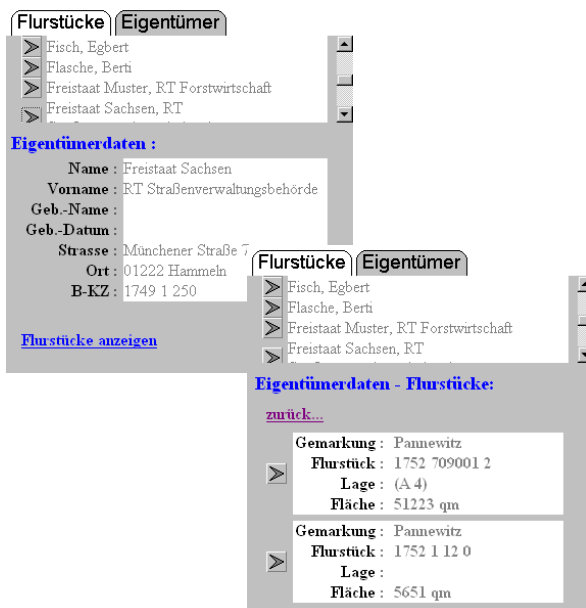 Flurstücke Eigentümer
Fisch, Egbert
Flasche, Berti
Freistaat Muster, RT Forstwirtschaft
Freistaat Sachsen, RT
Eigentümerdaten :
Name : Freistaat Sachsen
Vorname : RT Straßenverwaltungsbehörde
Geb.-Name :
Geb.-Datum :
Strasse : Münchener Straße
Ort : 01222 Hammeln
B-KZ : 1749 1 250
Flurstücke anzeigen
Flurstücke Eigentümer
Fisch, Egbert
Flasche, Berti
Freistaat Muster, RT Forstwirtschaft
Freistaat Sachsen, RT
Eigentümerdaten - Flurstücke:
zurück...
Gemarkung : Pannewitz
Flurstück : 1752 709001 2
Lage : (A 4)
Fläche : 51223 qm
Gemarkung : Pannewitz
Flurstück : 1752 1 12 0
Lage :
Fläche : 5651 qm